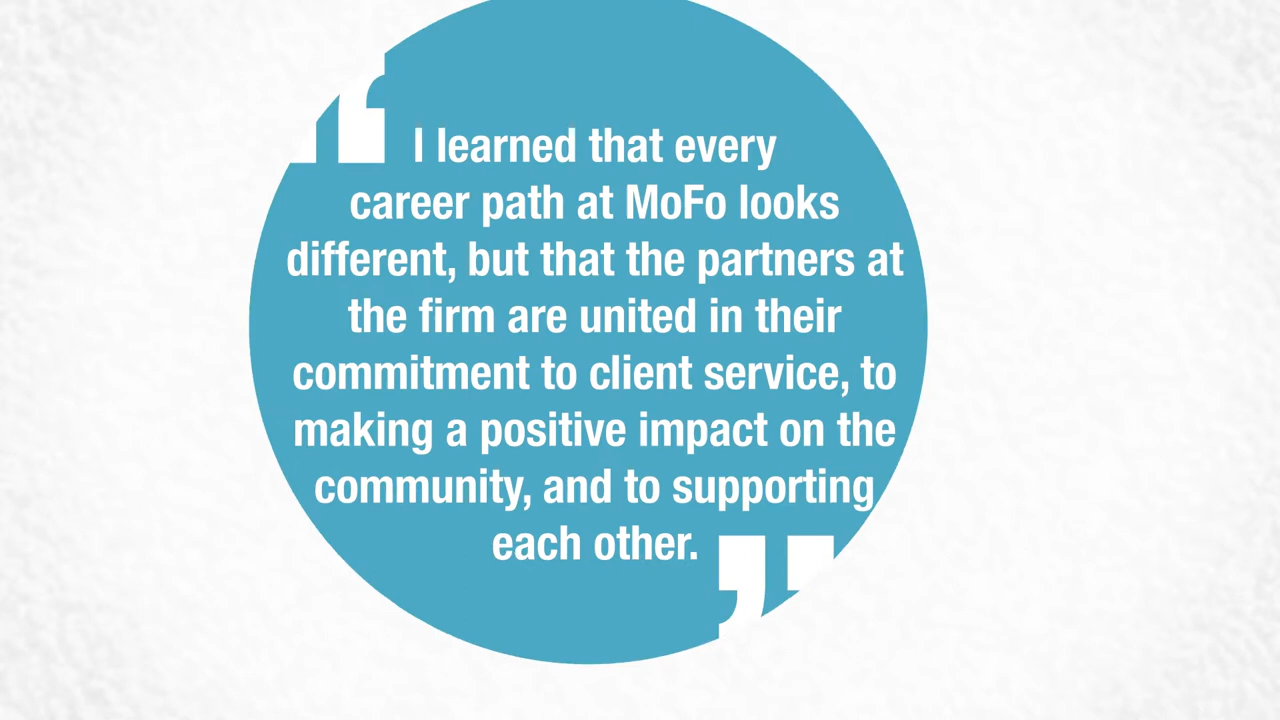 “ I learned that every
career path at MoFo looks
different, but that the partners at
the firm are united in their
commitment to client service, to
making a positive impact on the
community, and to supporting
each other. ”